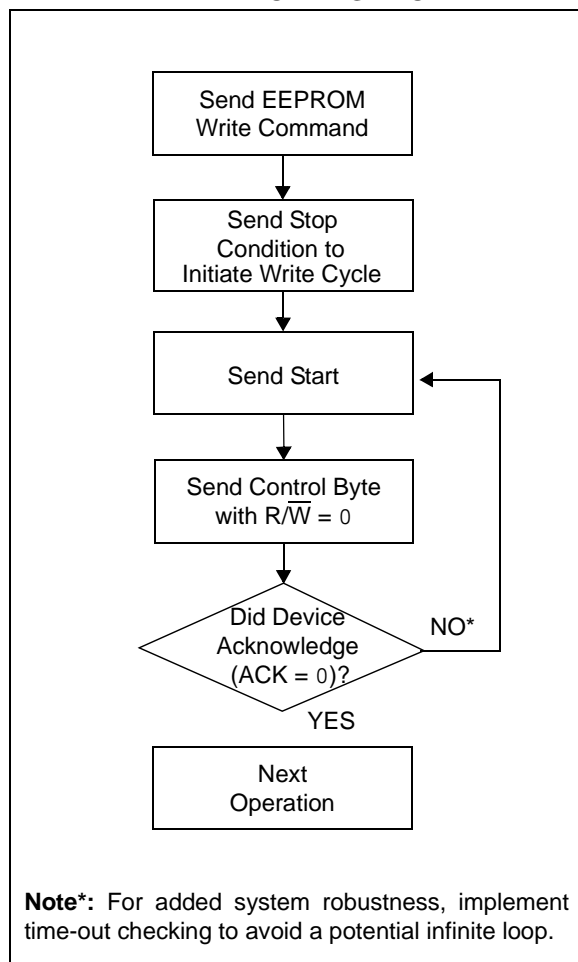 Send EEPROM
Write Command
Send Stop
Condition to
Initiate Write Cycle
Send Start
Send Control Byte
with R/W̅ = 0
Did Device
Acknowledge
(ACK = 0)?
NO*
YES
Next
Operation
Note*: For added system robustness, implement
time-out checking to avoid a potential infinite loop.